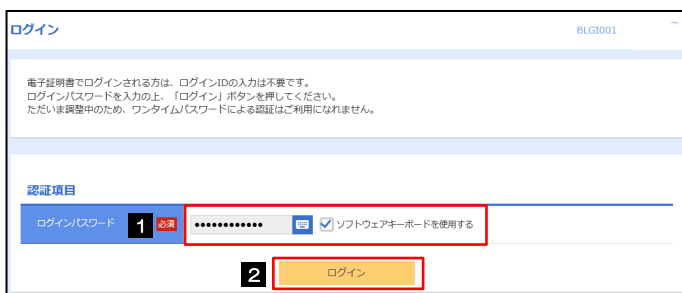 ログイン BLGI001
電子証明書でログインされる方は、ログインIDの入力は不要です。
ログインパスワードを入力の上、「ログイン」ボタンを押してください。
ただいま調整中のため、ワンタイムパスワードによる認証はご利用になれません。
認証項目
ログインパスワード 1 必須 ●●●●●●●●●●●● ソフトウェアキーボードを使用する
2 ログイン